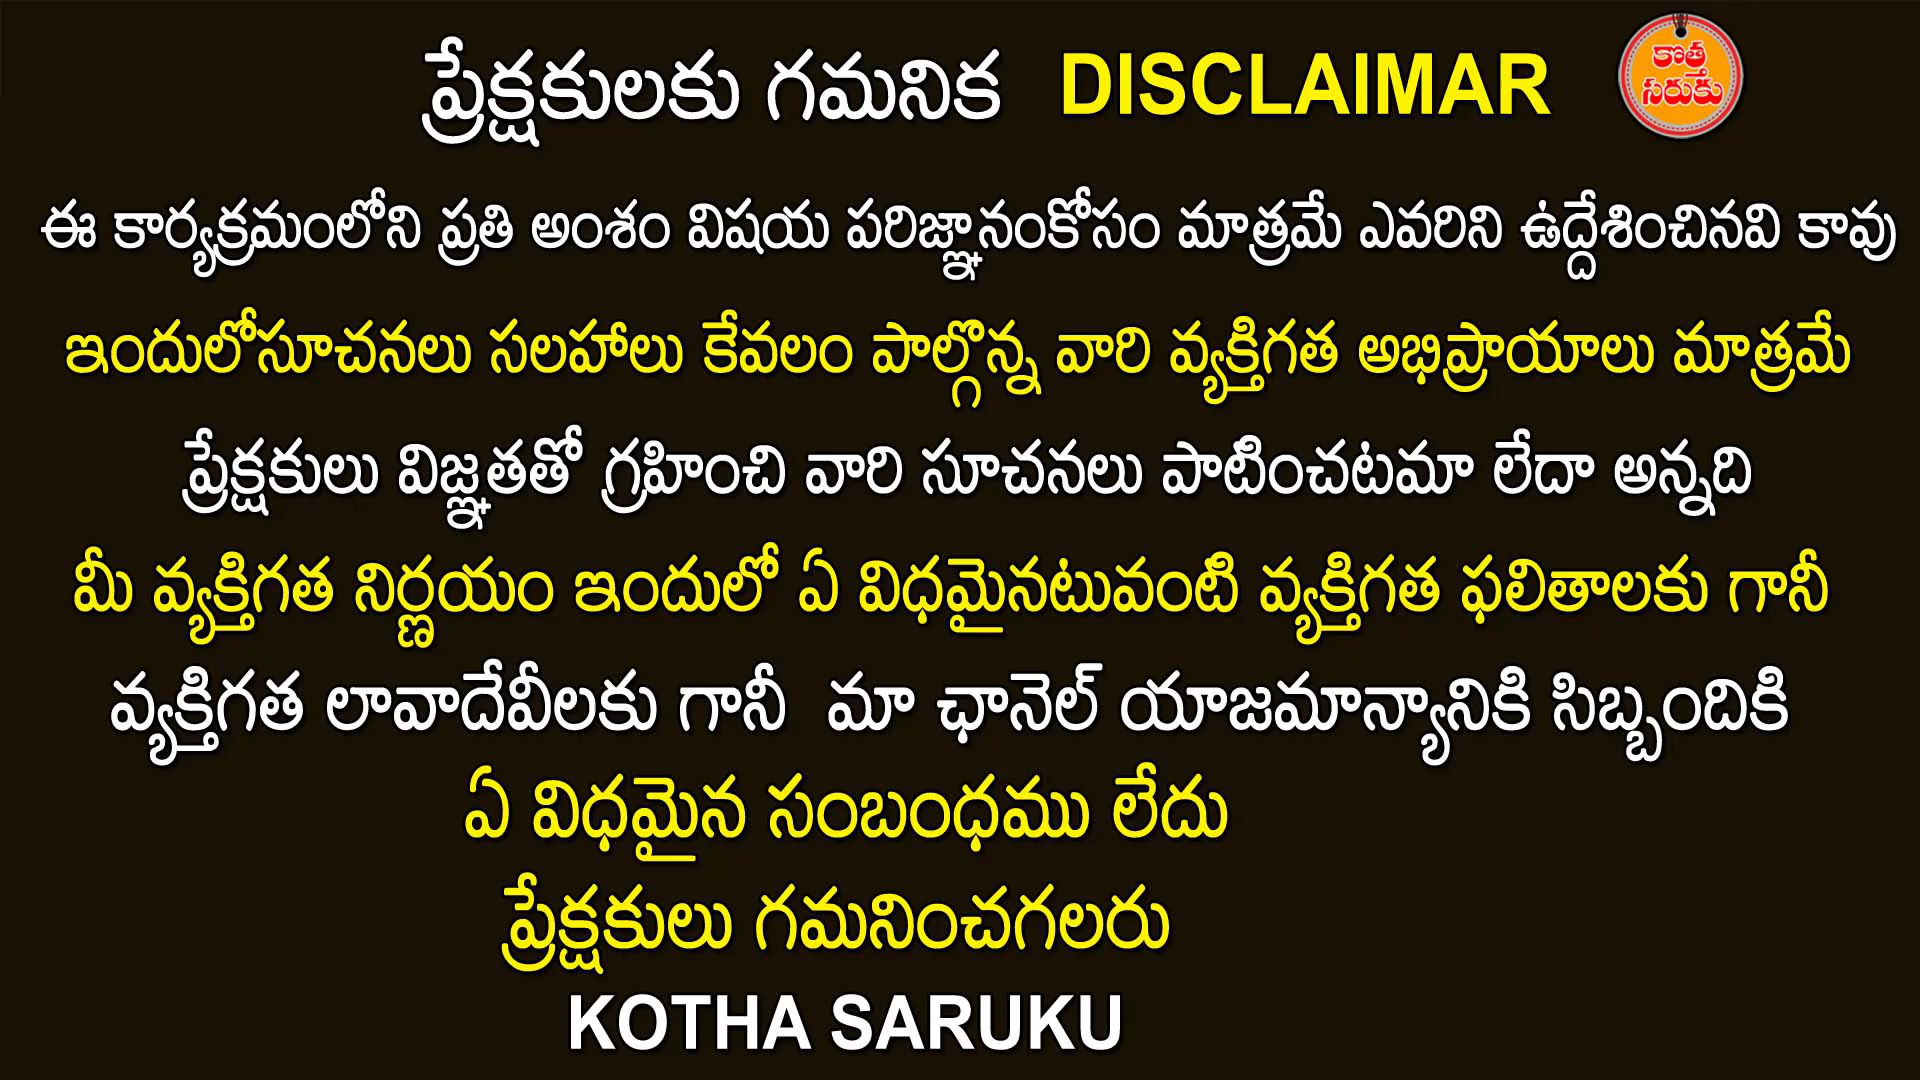 ప్రేక్షకులకు గమనిక DISCLAIMAR
కొత్త
సరుకు
ఈ కార్యక్రమంలోని ప్రతి అంశం విషయ పరిజ్ఞానంకోసం మాత్రమే ఎవరిని ఉద్దేశించినవి కావు
ఇందులోసూచనలు సలహాలు కేవలం పాల్గొన్న వారి వ్యక్తిగత అభిప్రాయాలు మాత్రమే
ప్రేక్షకులు విజ్ఞతతో గ్రహించి వారి సూచనలు పాటించటమా లేదా అన్నది
మీ వ్యక్తిగత నిర్ణయం ఇందులో ఏ విధమైనటువంటి వ్యక్తిగత ఫలితాలకు గానీ
వ్యక్తిగత లావాదేవీలకు గానీ మా ఛానెల్ యాజమాన్యానికి సిబ్బందికి
ఏ విధమైన సంబంధము లేదు
ప్రేక్షకులు గమనించగలరు
KOTHA SARUKU